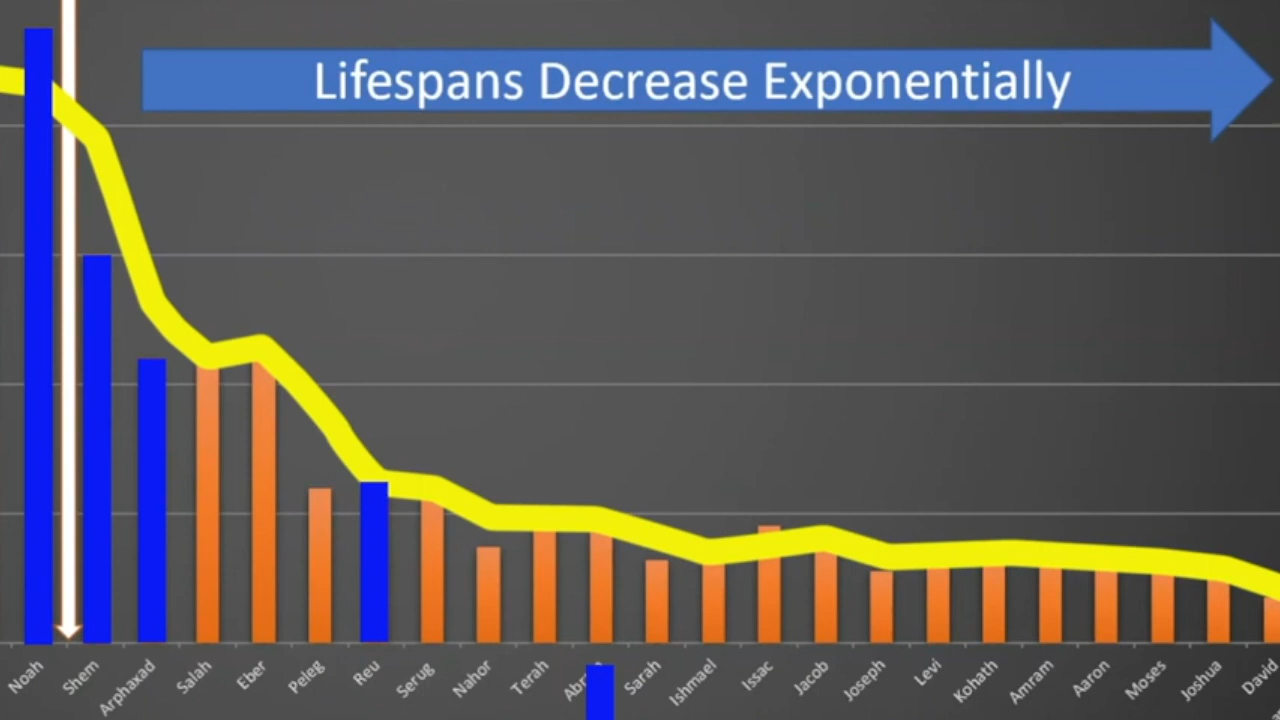 Lifespans Decrease Exponentially
Noah
Shem
Arphaxad
Salah
Eber
Peleg
Reu
Serug
Nahor
Terah
Sarah
Ishmael
Issac
Jacob
Joseph
Levi
Kohath
Amram
Aaron
Moses
Joshua
David